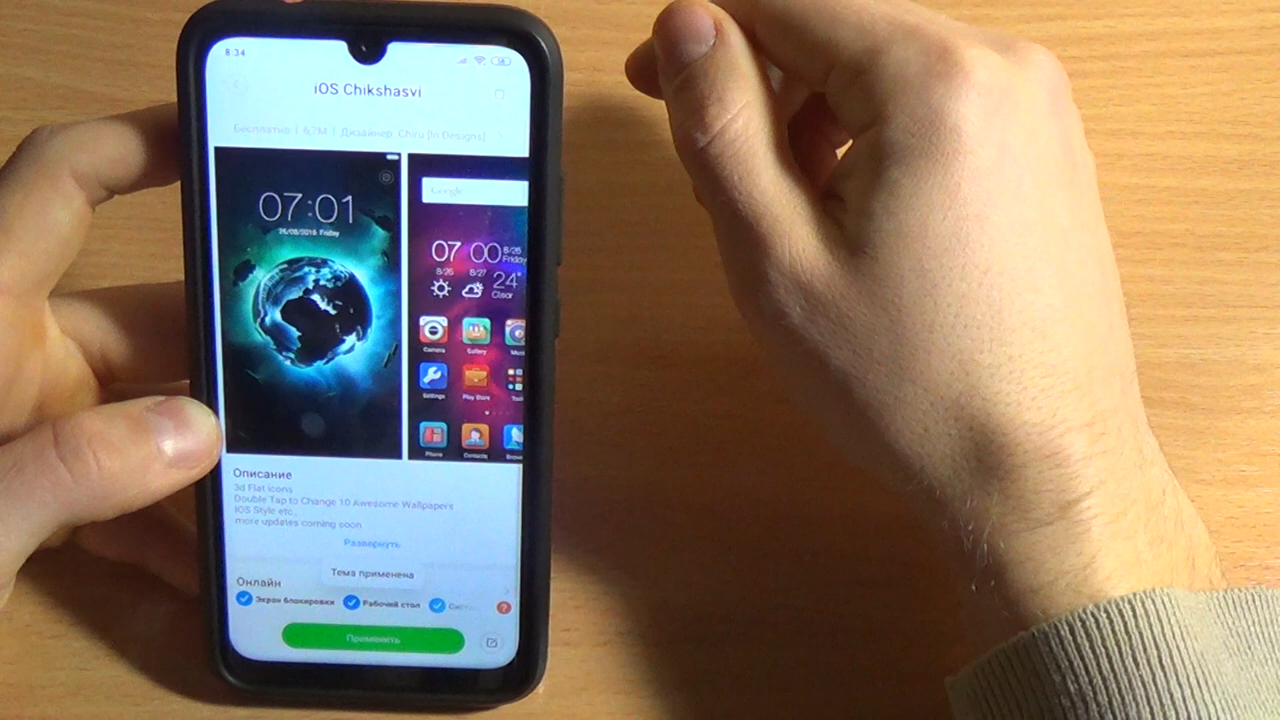 8:34
iOS Chikshasvi
Бесплатно | 6,7M | Дизайнер: Chiru [In Designs]
07:01
26/08/2016 Friday
Google
07 00 8/26 Friday
8/26 8/27 24°
Clear
Camera Gallery
Settings Play Store
Phone Contacts
Описание
3d Flat icons
Double Tap to Change 10 Awesome Wallpapers
IOS Style etc.,
more updates coming soon
Развернуть
Тема применена
Онлайн
Экран блокировки Рабочий стол
Применить